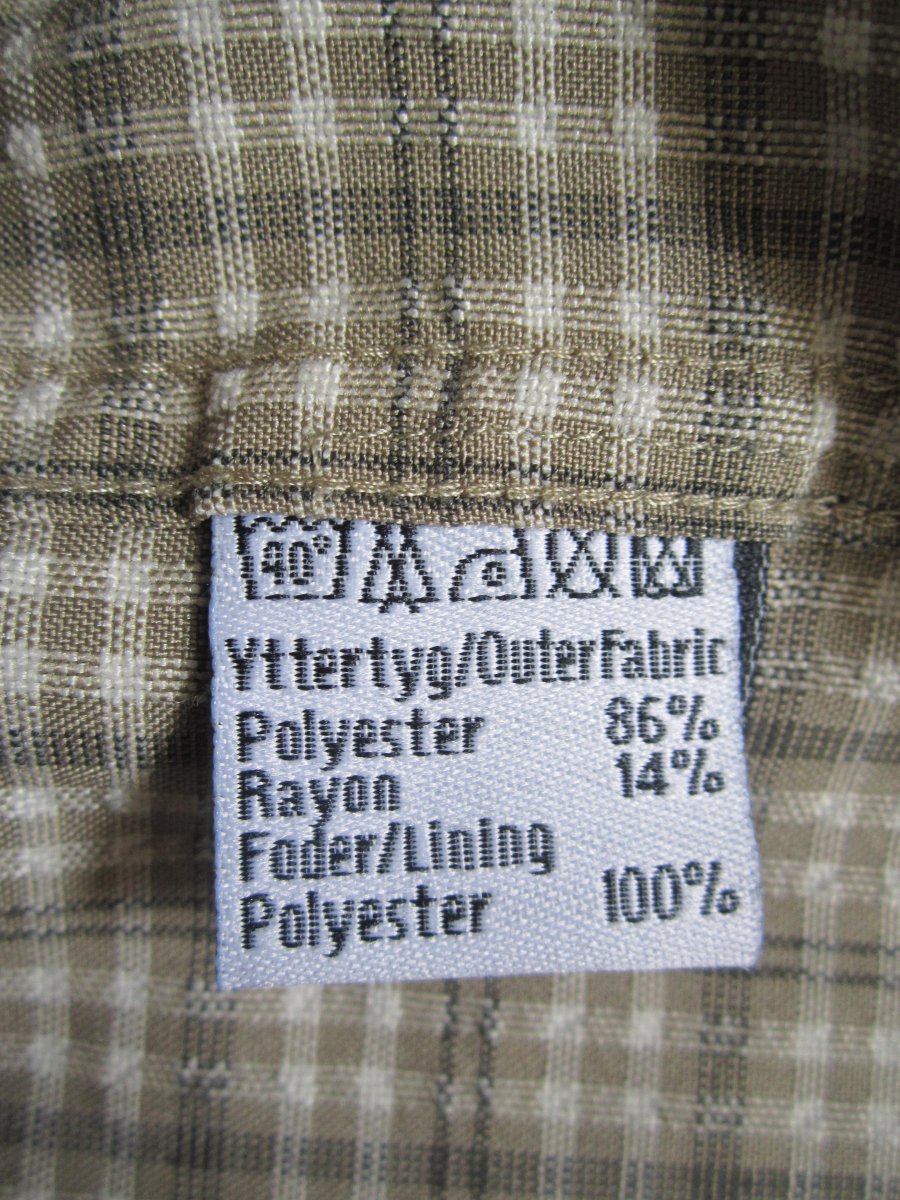 40°
Yttertyg/Outerfabric
Polyester 86%
Rayon 14%
Foder/Lining
Polyester 100%